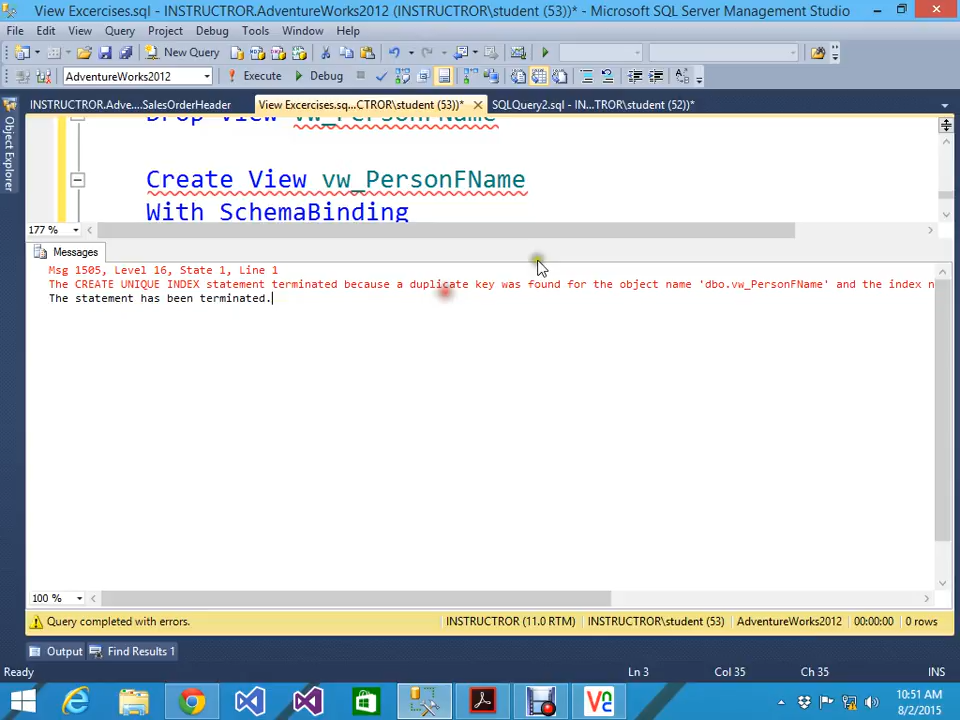 View Excercises.sql - INSTRUCTROR.AdventureWorks2012 (INSTRUCTROR\student (53))* - Microsoft SQL Server Management Studio
File Edit View Query Project Debug Tools Window Help
New Query
AdventureWorks2012 Execute Debug
INSTRUCTROR.Adve....SalesOrderHeader View Excercises.sq...CTROR\student (53))* SQLQuery2.sql - IN...TROR\student (52))*
Object Explorer
Drop View vw_PersonFName
Create View vw_PersonFName
With SchemaBinding
177 %
Messages
Msg 1505, Level 16, State 1, Line 1
The CREATE UNIQUE INDEX statement terminated because a duplicate key was found for the object name 'dbo.vw_PersonFName' and the index n
The statement has been terminated.
100 %
Query completed with errors. INSTRUCTROR (11.0 RTM) INSTRUCTROR\student (53) AdventureWorks2012 00:00:00 0 rows
Output Find Results 1
Ready Ln 3 Col 35 Ch 35 INS
10:51 AM
8/2/2015